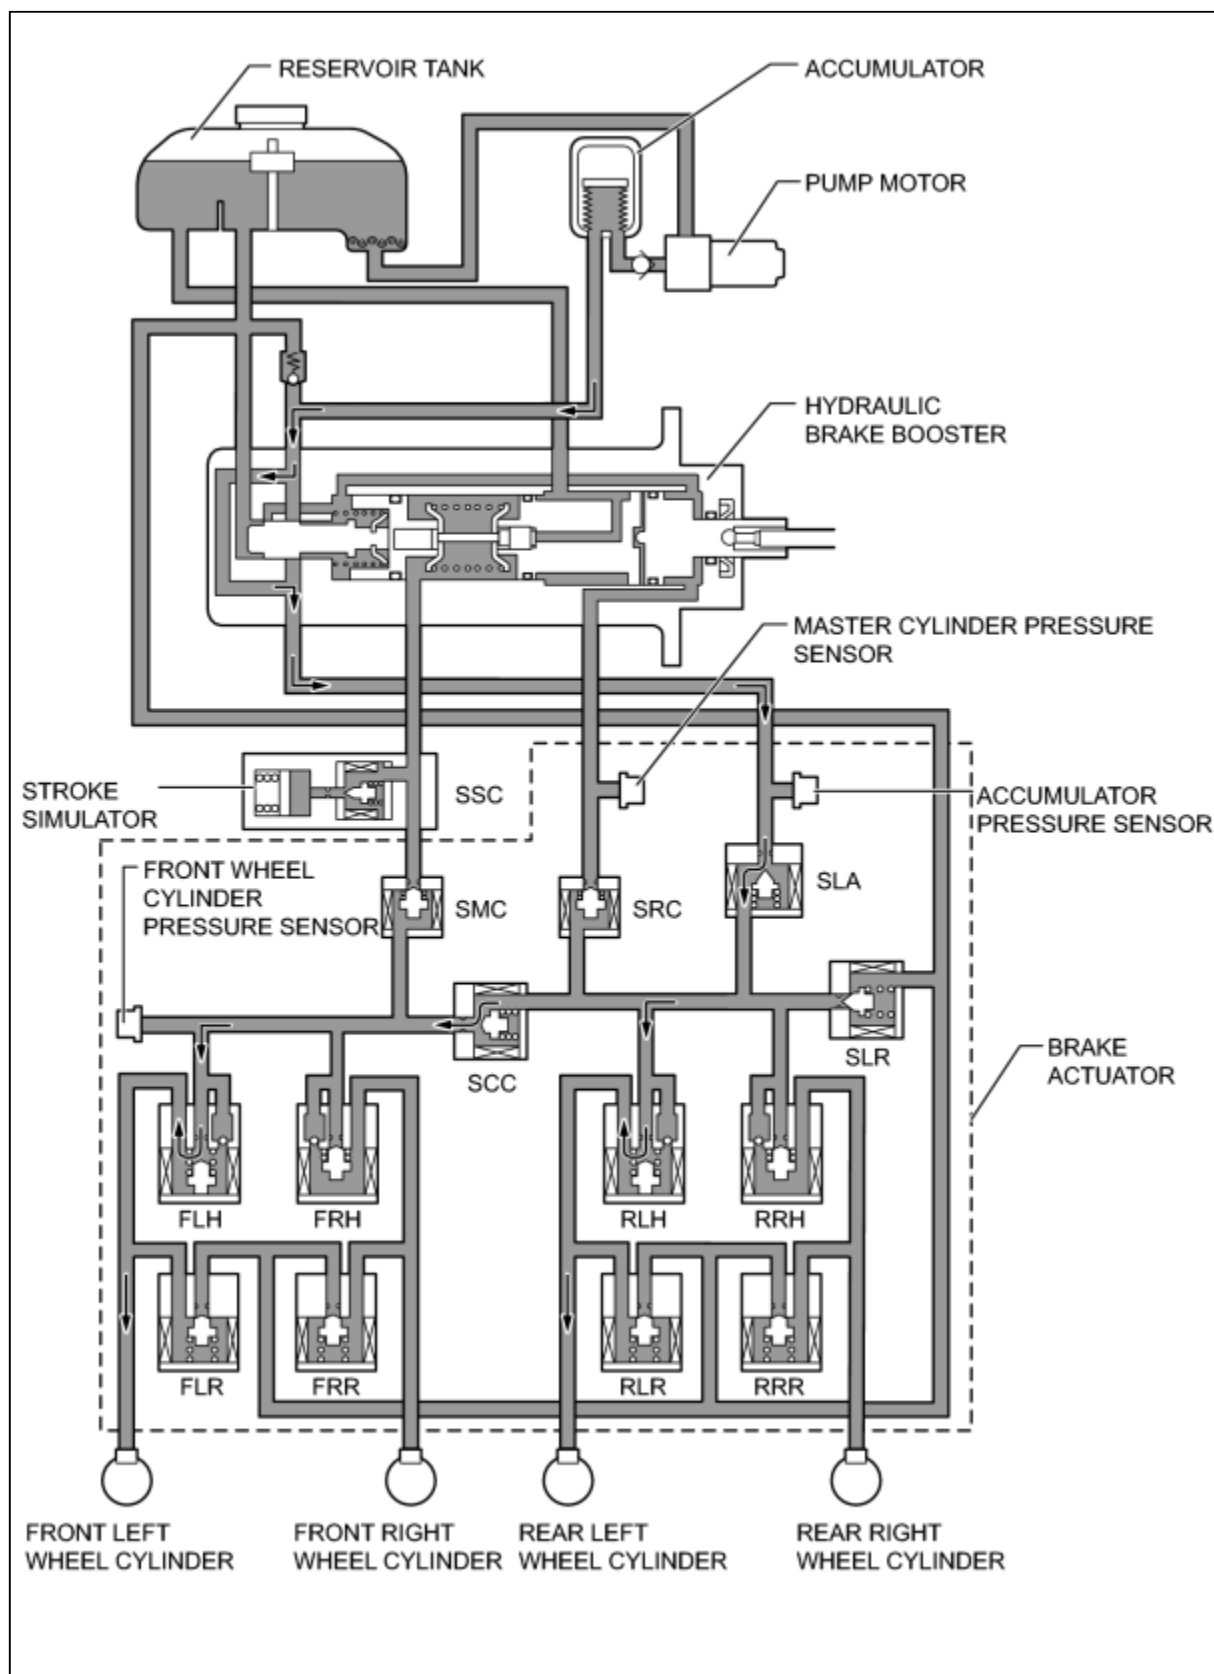 RESERVOIR TANK
ACCUMULATOR
PUMP MOTOR
HYDRAULIC
BRAKE BOOSTER
MASTER CYLINDER PRESSURE
SENSOR
STROKE
SIMULATOR
SSC
ACCUMULATOR
PRESSURE SENSOR
FRONT WHEEL
CYLINDER
PRESSURE SENSOR
SMC
SRC
SLA
SCC
SLR
BRAKE
ACTUATOR
FLH
FRH
RLH
RRH
FLR
FRR
RLR
RRR
FRONT LEFT
WHEEL CYLINDER
FRONT RIGHT
WHEEL CYLINDER
REAR LEFT
WHEEL CYLINDER
REAR RIGHT
WHEEL CYLINDER